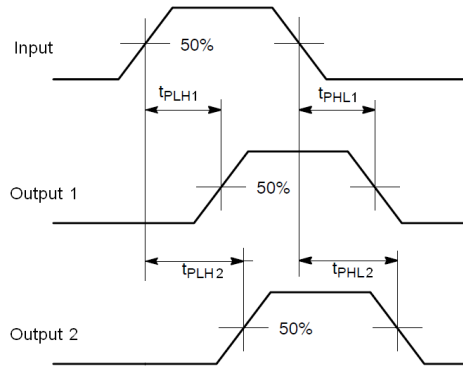 Input
50%
tPLH1
tPHL1
Output 1
50%
tPLH2
tPHL2
Output 2
50%